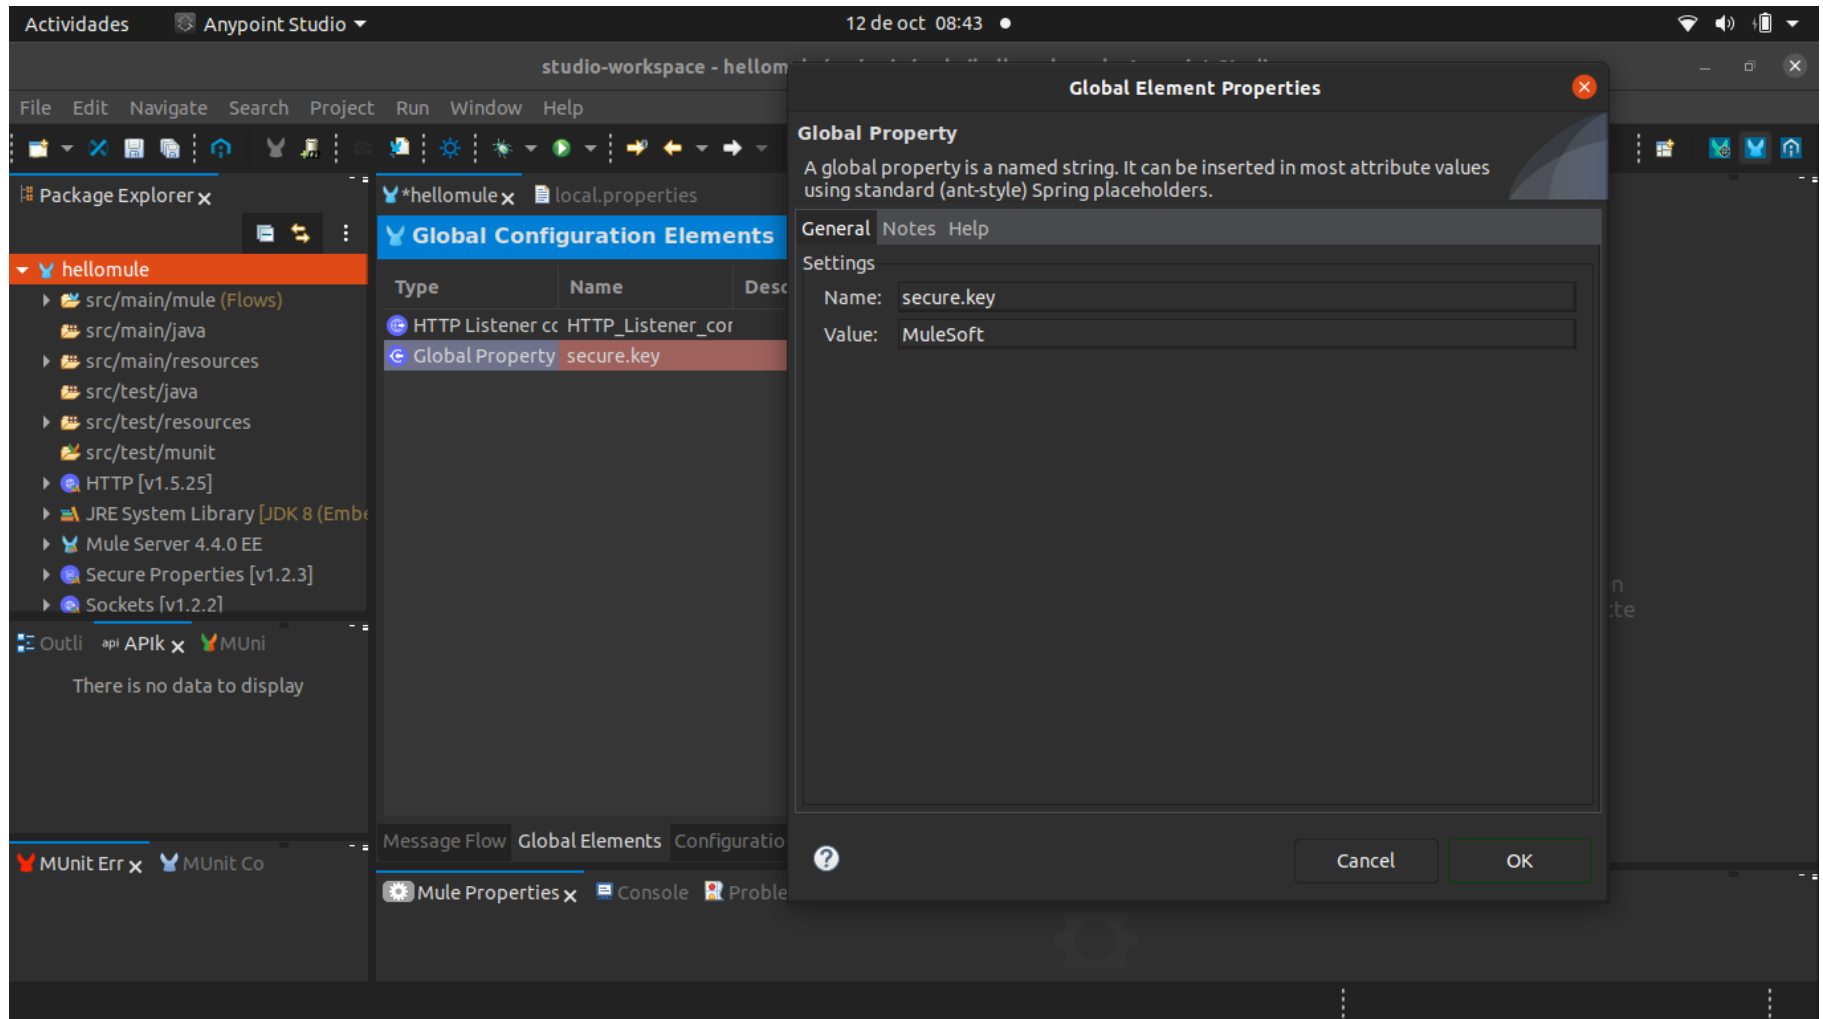 Actividades Anypoint Studio 12 de oct 08:43
studio-workspace - hellom
File Edit Navigate Search Project Run Window Help
Package Explorer
hellomule
src/main/mule (Flows)
src/main/java
src/main/resources
src/test/java
src/test/resources
src/test/munit
HTTP [v1.5.25]
JRE System Library [JDK 8 (Embe
Mule Server 4.4.0 EE
Secure Properties [v1.2.3]
Sockets [v1.2.2]
Outli api APIk MUni
There is no data to display
MUnit Err MUnit Co
*hellomule local.properties
Global Configuration Elements
Type Name Desc
HTTP Listener cc HTTP_Listener_cor
Global Property secure.key
Message Flow Global Elements Configuratio
Mule Properties Console Proble
Global Element Properties
Global Property
A global property is a named string. It can be inserted in most attribute values
using standard (ant-style) Spring placeholders.
General Notes Help
Settings
Name: secure.key
Value: MuleSoft
? Cancel OK
n
tte